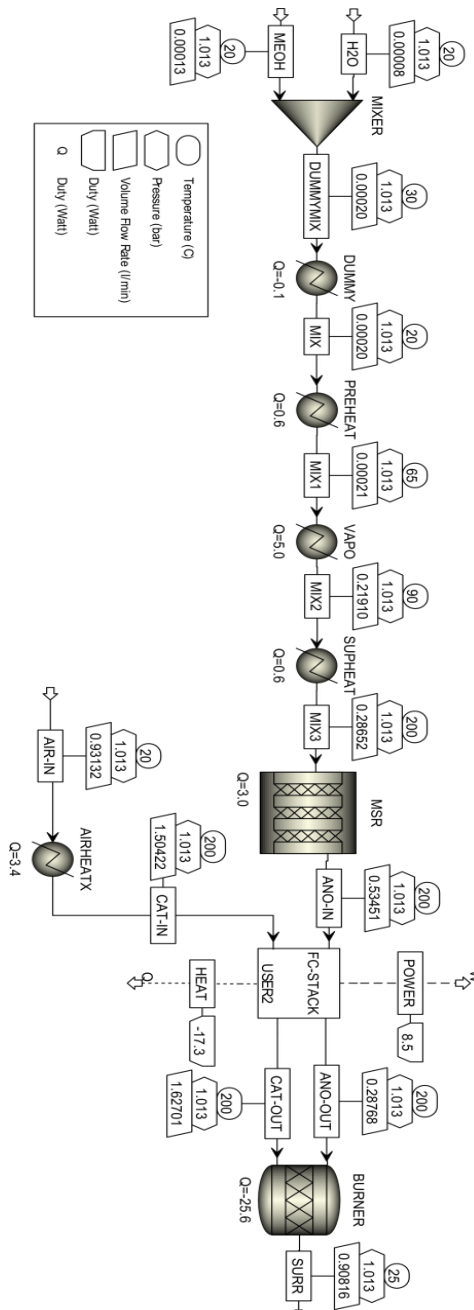 H2O
20
1.013
0.00008
MEOH
20
1.013
0.00013
MIXER
DUMMYMIX
30
1.013
0.00020
DUMMY
Q=-0.1
MIX
20
1.013
0.00020
PREHEAT
Q=0.6
MIX1
65
1.013
0.00021
VAPO
Q=5.0
MIX2
90
1.013
0.21910
SUPHEAT
Q=0.6
MIX3
200
1.013
0.28652
MSR
Q=3.0
ANO-IN
200
1.013
0.53451
AIR-IN
20
1.013
0.93132
AIRHEATX
Q=3.4
CAT-IN
200
1.013
1.50422
FC-STACK
USER2
W
POWER
8.5
Q
HEAT
-17.3
ANO-OUT
200
1.013
0.28768
CAT-OUT
200
1.013
1.62701
BURNER
Q=-25.6
SURR
25
1.013
0.90816
Temperature (C)
Pressure (bar)
Volume Flow Rate (l/min)
Duty (Watt)
Q Duty (Watt)